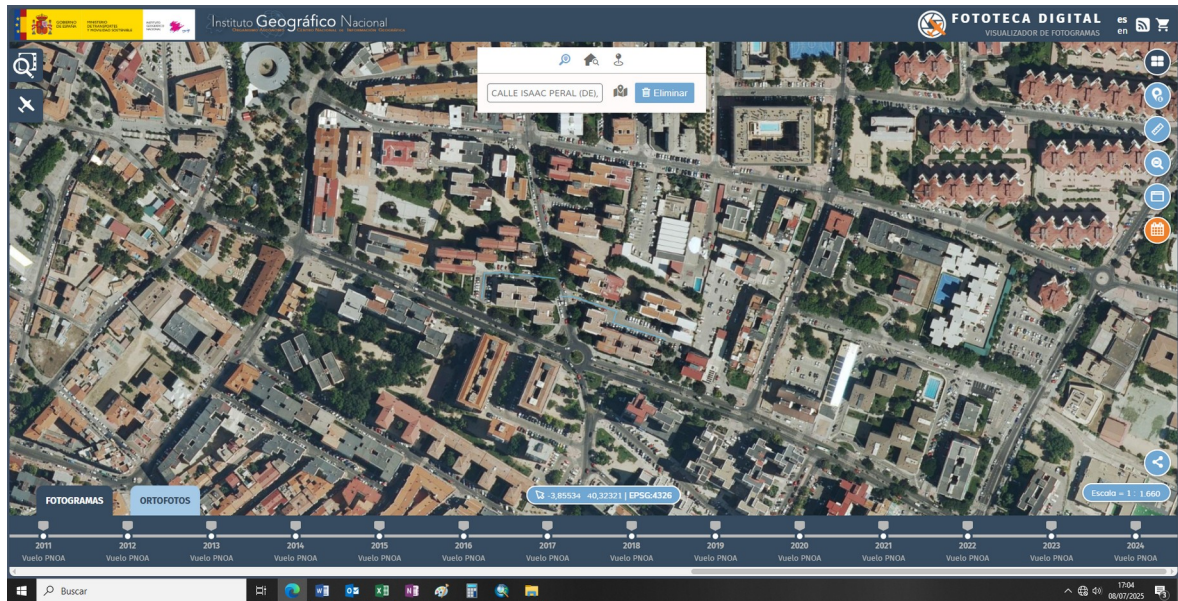 GOBIERNO
DE ESPAÑA
MINISTERIO
DE TRANSPORTES
Y MOVILIDAD SOSTENIBLE
Instituto Geográfico Nacional
FOTOTECA DIGITAL
VISUALIZADOR DE FOTOGRAMAS
es
en
CALLE ISAAC PERAL (DE),
Eliminar
FOTOGRAMAS
ORTOFOTOS
-3,85534 40,32321 | EPSG:4326
Escala = 1 : 1.660
2011 2012 2013 2014 2015 2016 2017 2018 2019 2020 2021 2022 2023 2024
Vuelo PNOA Vuelo PNOA Vuelo PNOA Vuelo PNOA Vuelo PNOA Vuelo PNOA Vuelo PNOA Vuelo PNOA Vuelo PNOA Vuelo PNOA Vuelo PNOA Vuelo PNOA Vuelo PNOA Vuelo PNOA
Buscar
17:04
08/07/2025